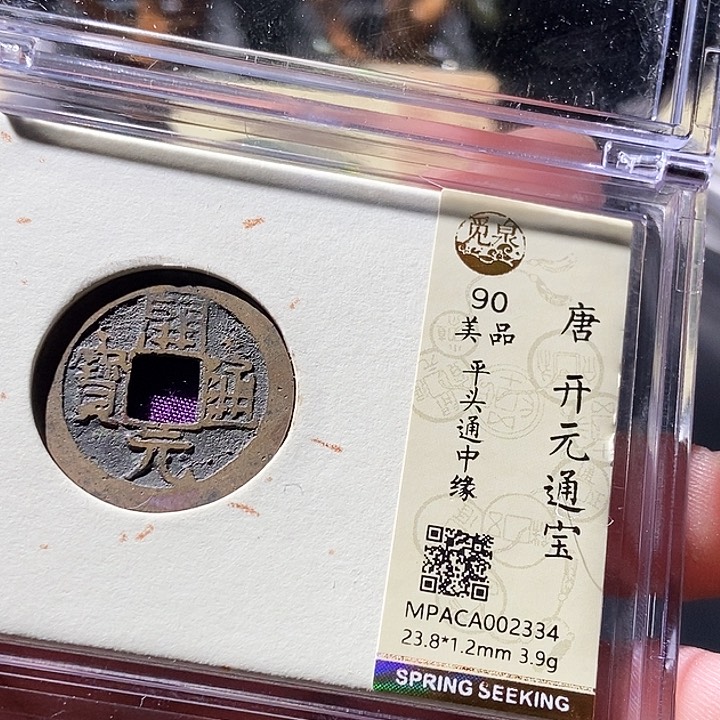 開
元
通
寳
觅泉
90
美品
平头通中缘
唐 开元通宝
MPACA002334
23.8*1.2mm 3.9g
SPRING SEEKING